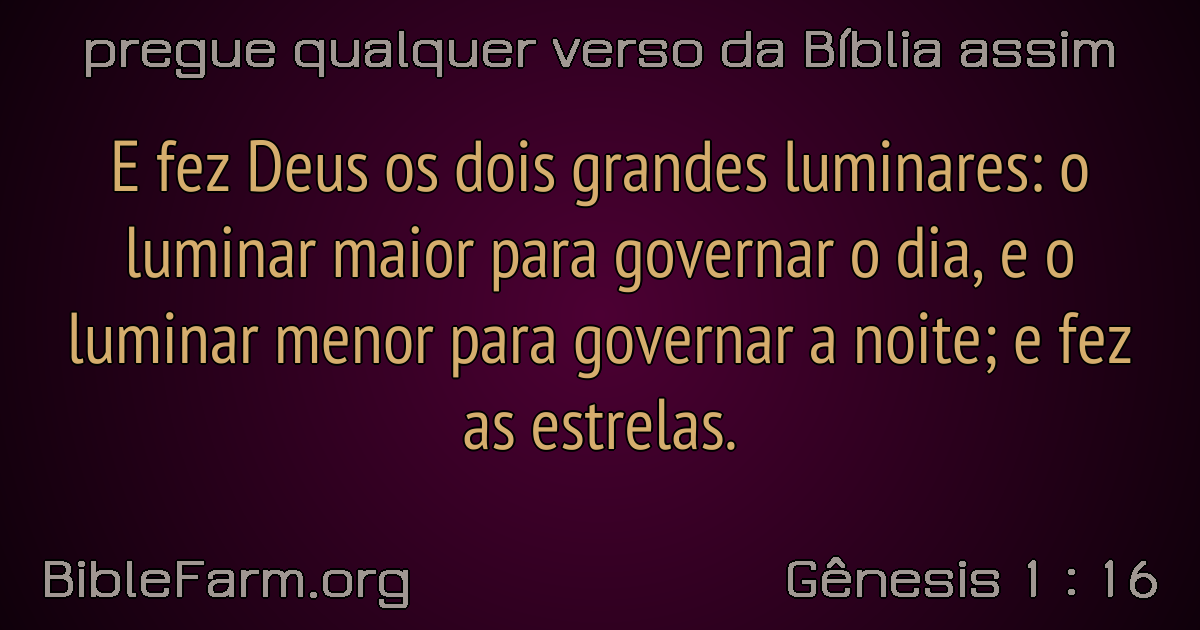 pregue qualquer verso da Bíblia assim
E fez Deus os dois grandes luminares: o
luminar maior para governar o dia, e o
luminar menor para governar a noite; e fez
as estrelas.
BibleFarm.org
Gênesis 1 : 16